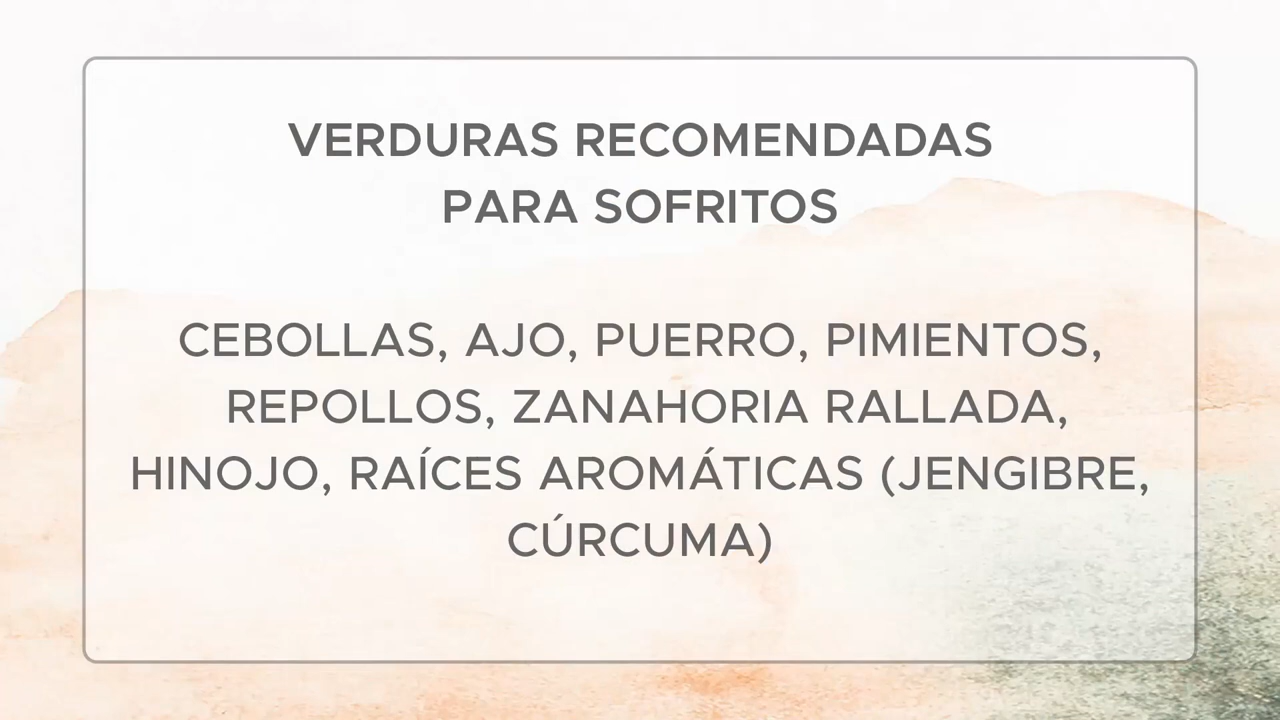 VERDURAS RECOMENDADAS
PARA SOFRITOS
CEBOLLAS, AJO, PUERRO, PIMIENTOS,
REPOLLOS, ZANAHORIA RALLADA,
HINOJO, RAÍCES AROMÁTICAS (JENGIBRE,
CÚRCUMA)